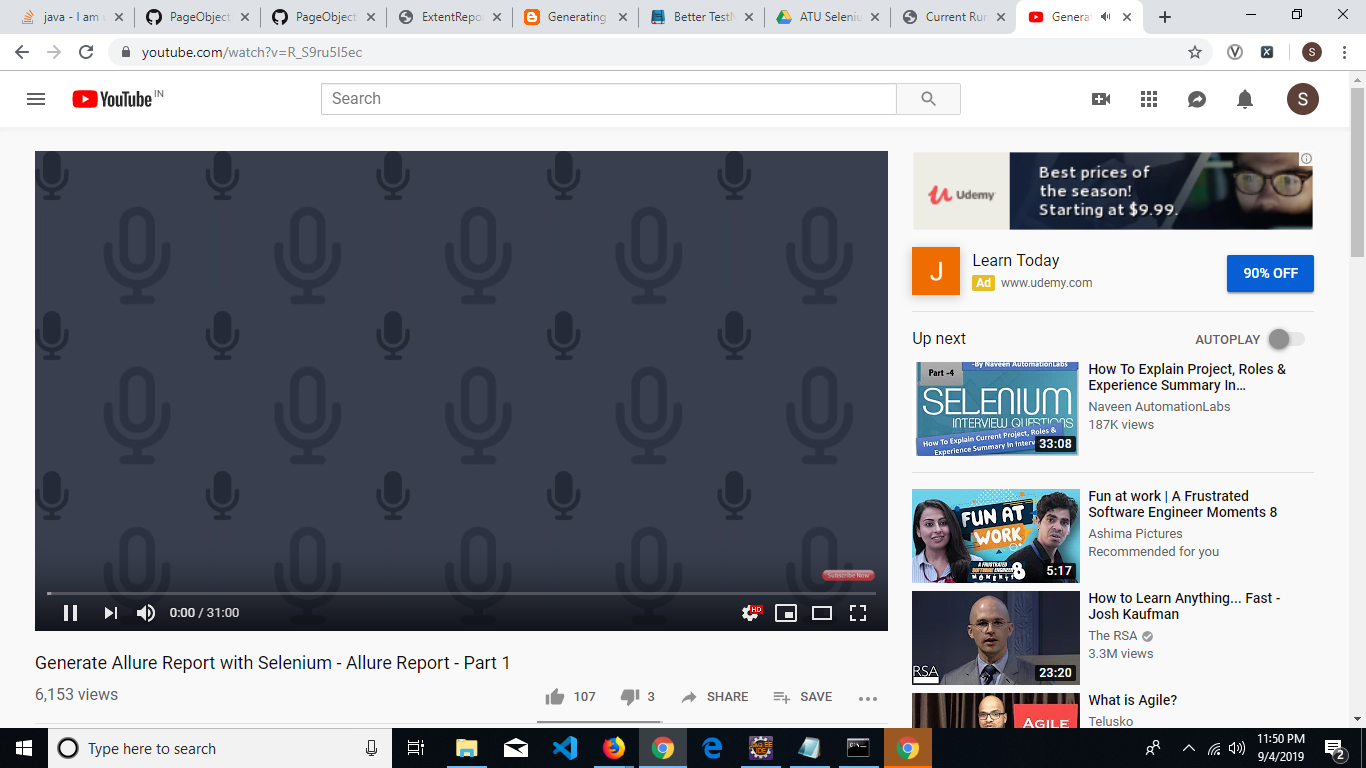 java - I am u
PageObject
PageObject
ExtentRepor
Generating
Better TestN
ATU Seleniu
Current Run
Genera
youtube.com/watch?v=R_S9ru5I5ec
S
YouTube IN
Search
S
Subscribe Now
0:00 / 31:00
HD
Generate Allure Report with Selenium - Allure Report - Part 1
6,153 views
107
3
SHARE
SAVE
Udemy
Best prices of
the season!
Starting at $9.99.
J
Learn Today
Ad www.udemy.com
90% OFF
Up next
AUTOPLAY
Part -4
-By Naveen AutomationLabs
SELENIUM
INTERVIEW QUESTIONS
How To Explain Current Project, Roles &
Experience Summary In
33:08
How To Explain Project, Roles &
Experience Summary In…
Naveen AutomationLabs
187K views
FUN AT
WORK
A FRUSTRATED
SOFTWARE ENGINEER
MOMENTS 8
5:17
Fun at work | A Frustrated
Software Engineer Moments 8
Ashima Pictures
Recommended for you
RSA
23:20
How to Learn Anything... Fast -
Josh Kaufman
The RSA
3.3M views
AGILE
What is Agile?
Telusko
Type here to search
11:50 PM
9/4/2019
2